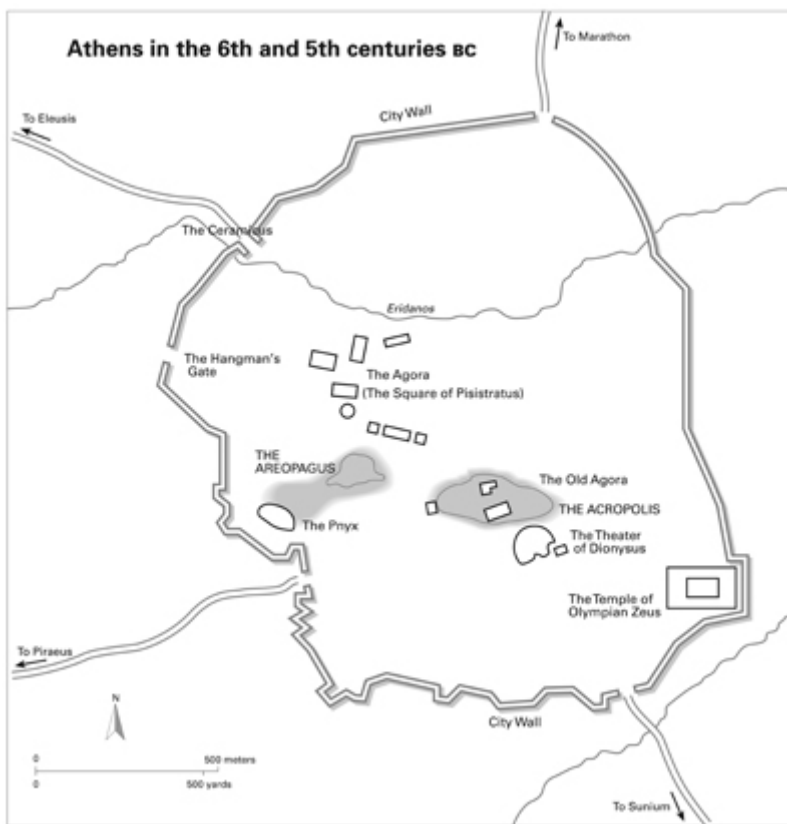 Athens in the 6th and 5th centuries BC
To Marathon
City Wall
To Eleusis
The Ceramicus
Eridanos
The Hangman's
Gate
The Agora
(The Square of Pisistratus)
THE
AREOPAGUS
The Old Agora
THE ACROPOLIS
The Pnyx
The Theater
of Dionysus
The Temple of
Olympian Zeus
To Piraeus
N
City Wall
0 500 meters
0 500 yards
To Sunium